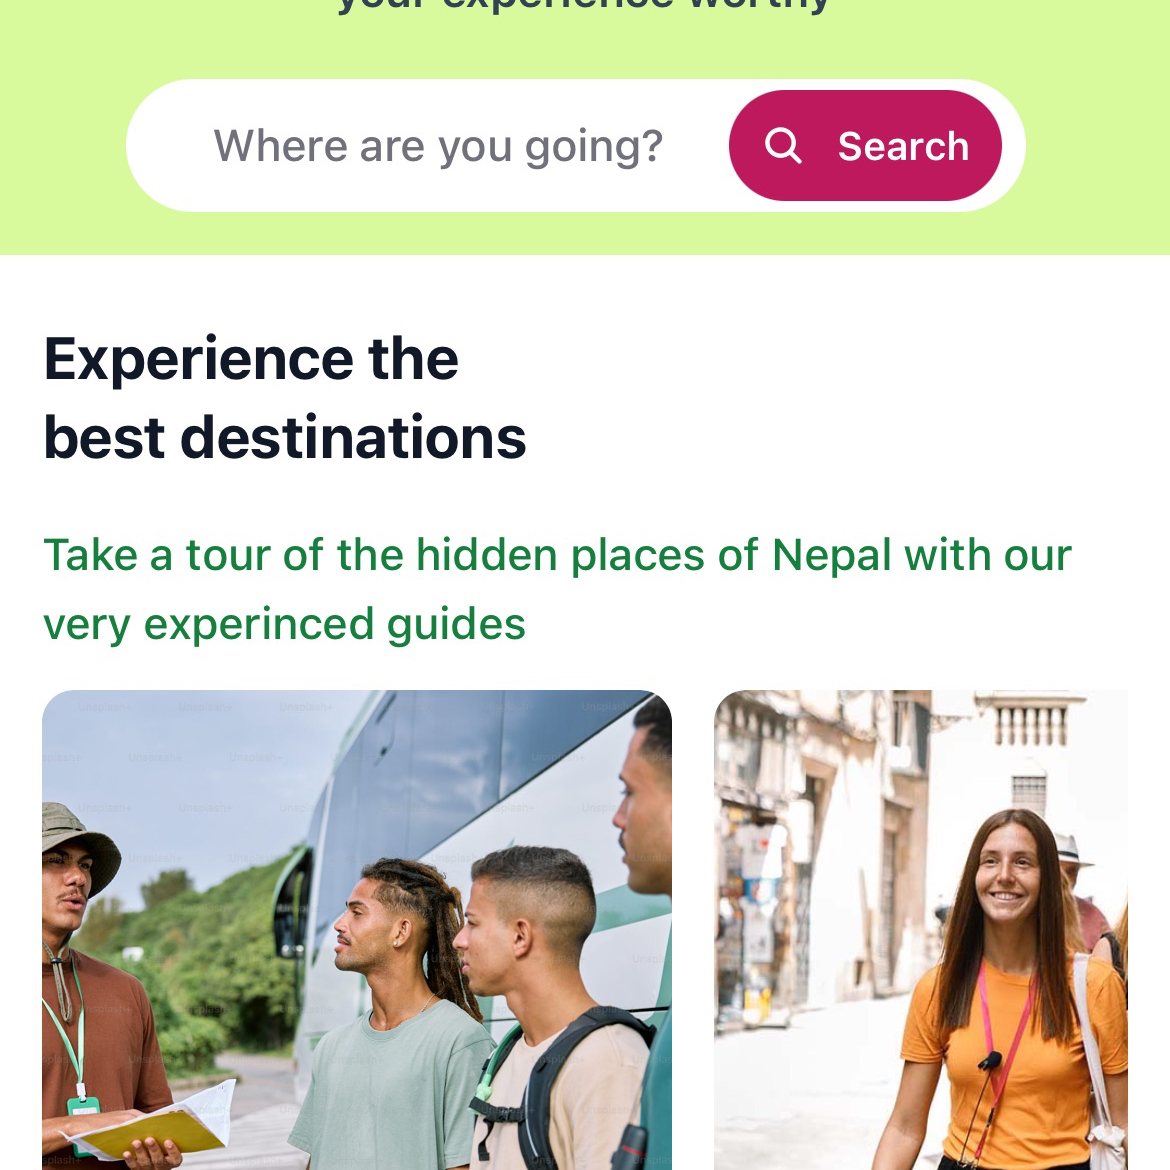 your experience worthy
Where are you going?
Search
Experience the
best destinations
Take a tour of the hidden places of Nepal with our
very experinced guides
Unsplash+